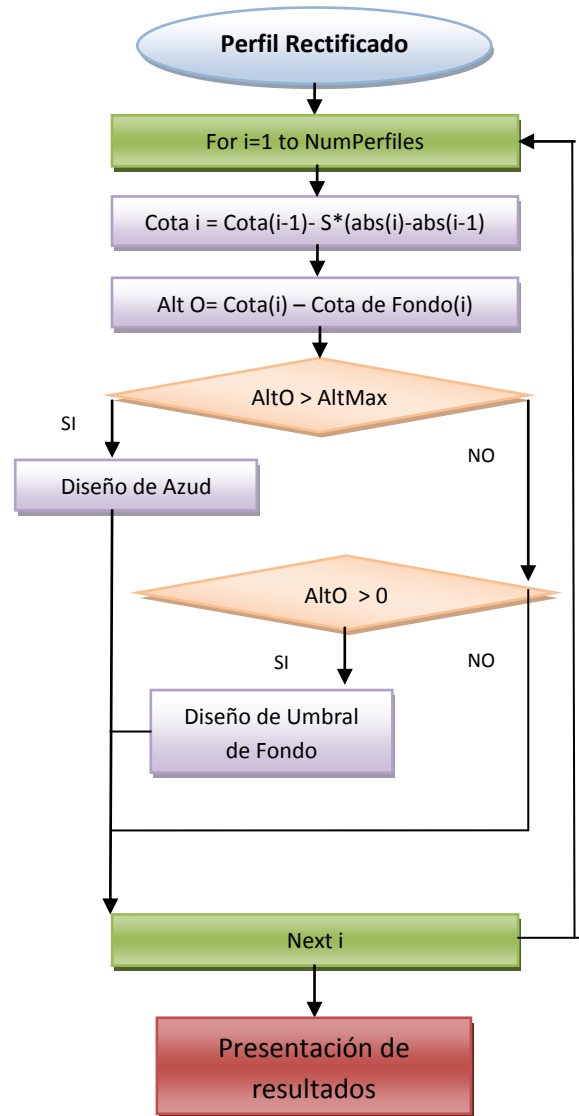 Perfil Rectificado
For i=1 to NumPerfiles
Cota i = Cota(i-1)- S*(abs(i)-abs(i-1)
Alt O= Cota(i) – Cota de Fondo(i)
AltO > AltMax
SI
NO
Diseño de Azud
AltO > 0
SI
NO
Diseño de Umbral
de Fondo
Next i
Presentación de
resultados